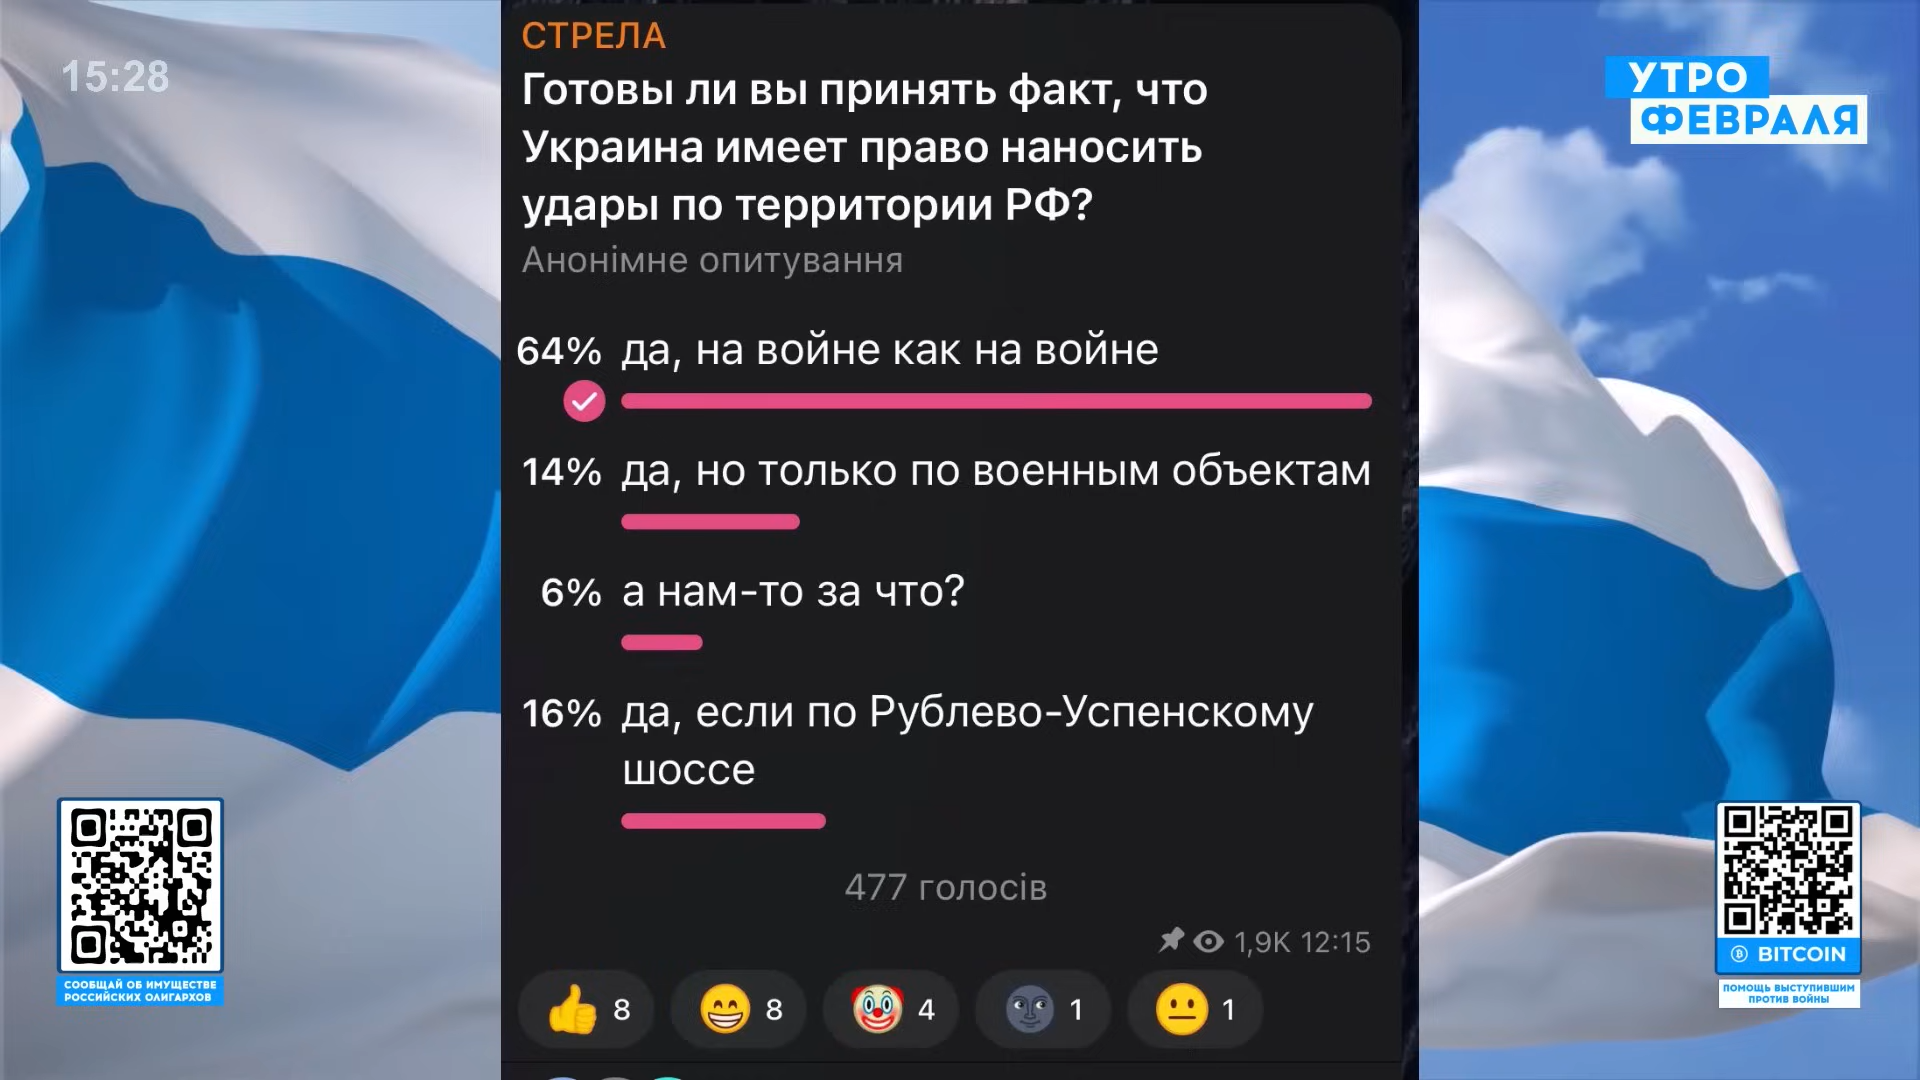 15:28
УТРО
ФЕВРАЛЯ
СТРЕЛА
Готовы ли вы принять факт, что
Украина имеет право наносить
удары по территории РФ?
Анонімне опитування
64% да, на войне как на войне
14% да, но только по военным объектам
6% а нам-то за что?
16% да, если по Рублево-Успенскому
шоссе
477 голосів
1,9K 12:15
8 8 4 1 1
СООБЩАЙ ОБ ИМУЩЕСТВЕ
РОССИЙСКИХ ОЛИГАРХОВ
BITCOIN
ПОМОЩЬ ВЫСТУПИВШИМ
ПРОТИВ ВОЙНЫ